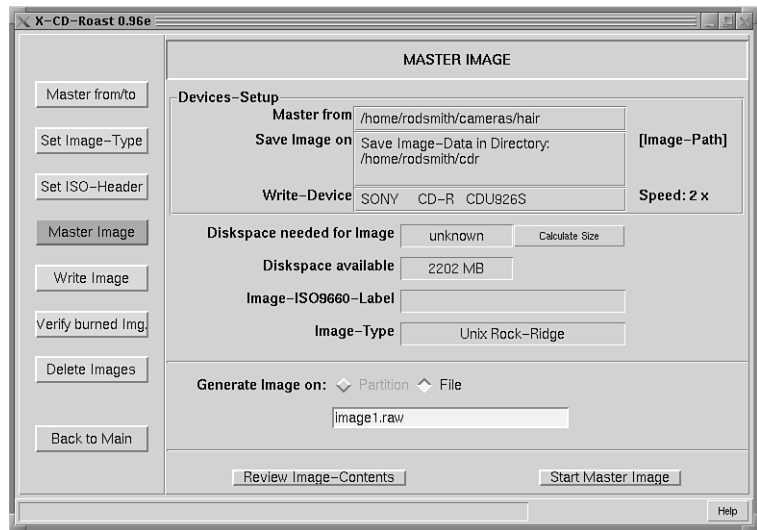 X-CD-Roast 0.96e
MASTER IMAGE
Master from/to
Set Image-Type
Set ISO-Header
Master Image
Write Image
Verify burned Img.
Delete Images
Back to Main
Devices-Setup
Master from /home/rodsmith/cameras/hair
Save Image on Save Image-Data in Directory: [Image-Path]
/home/rodsmith/cdr
Write-Device SONY CD-R CDU926S Speed: 2 x
Diskspace needed for Image unknown Calculate Size
Diskspace available 2202 MB
Image-ISO9660-Label
Image-Type Unix Rock-Ridge
Generate Image on: Partition File
image1.raw
Review Image-Contents Start Master Image
Help